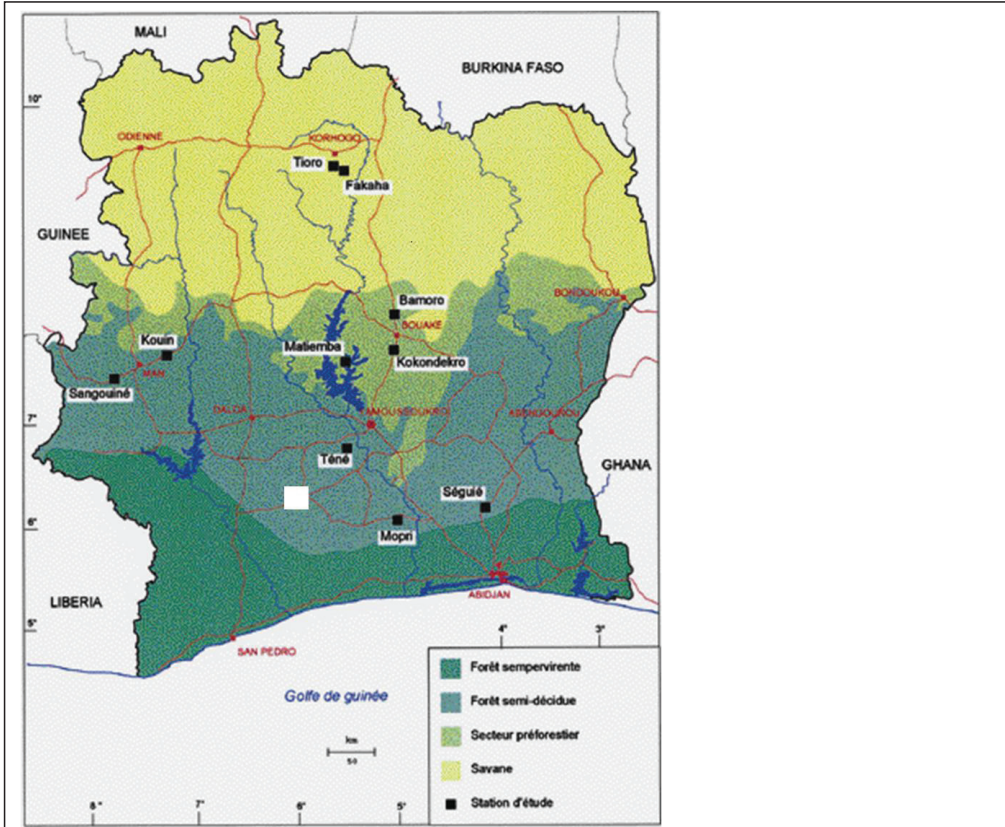 MALI
BURKINA FASO
10°
ODIENNE
KORHOGO
Tioro
Fakaha
GUINEE
Bamoro
BONDOUKOU
BOUAKE
Kouin
Matiemba
Kokondekro
MAN
Sangouiné
DALOA
7°
Téné
GHANA
Séguié
6°
Mopri
LIBERIA
ABIDJAN
5°
4°
3°
SAN PEDRO
Golfe de guinée
km
50
Forêt sempervirente
Forêt semi-décidue
Secteur préforestier
Savane
Station d'étude
8°
7°
6°
5°